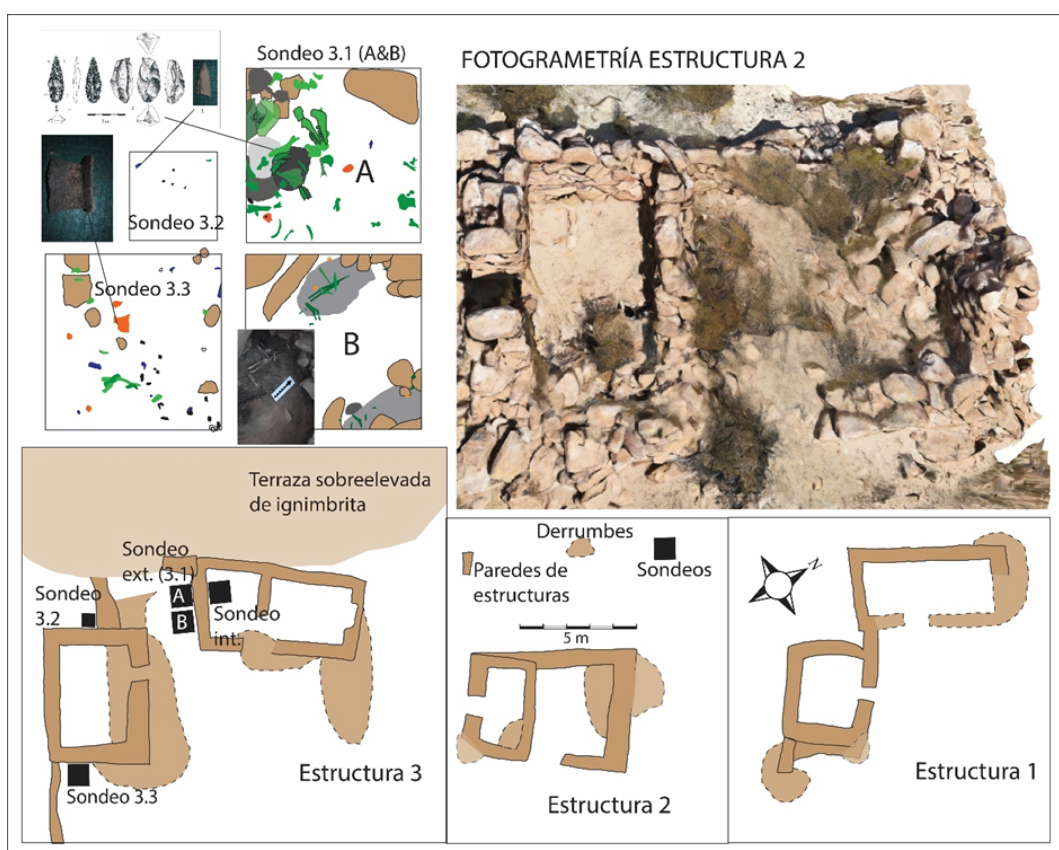 Sondeo 3.1 (A&B)
FOTOGRAMETRÍA ESTRUCTURA 2
A
Sondeo 3.2
Sondeo 3.3
B
Terraza sobreelevada
de ignimbrita
Sondeo
ext. (3.1)
A
B
Sondeo
3.2
Sondeo
int.
Sondeo 3.3
Estructura 3
Derrumbes
Paredes de
estructuras
Sondeos
5 m
Estructura 2
N
Estructura 1